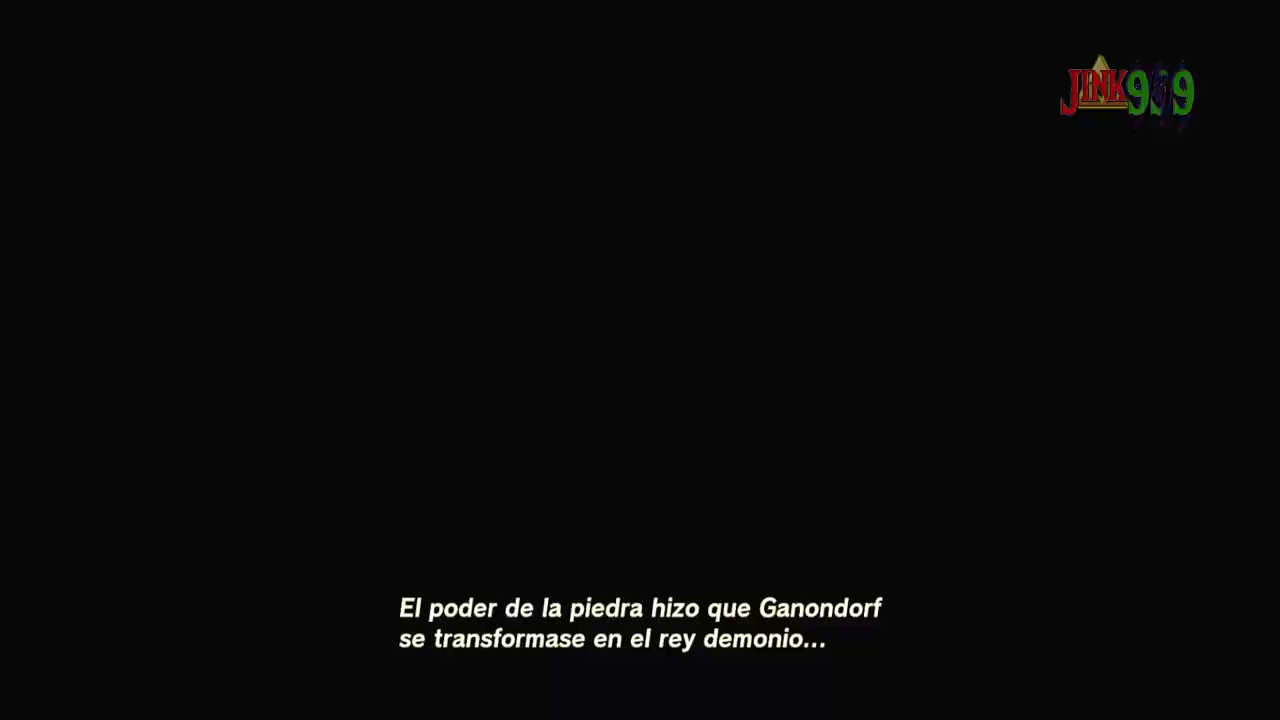 JINK999
El poder de la piedra hizo que Ganondorf
se transformase en el rey demonio...